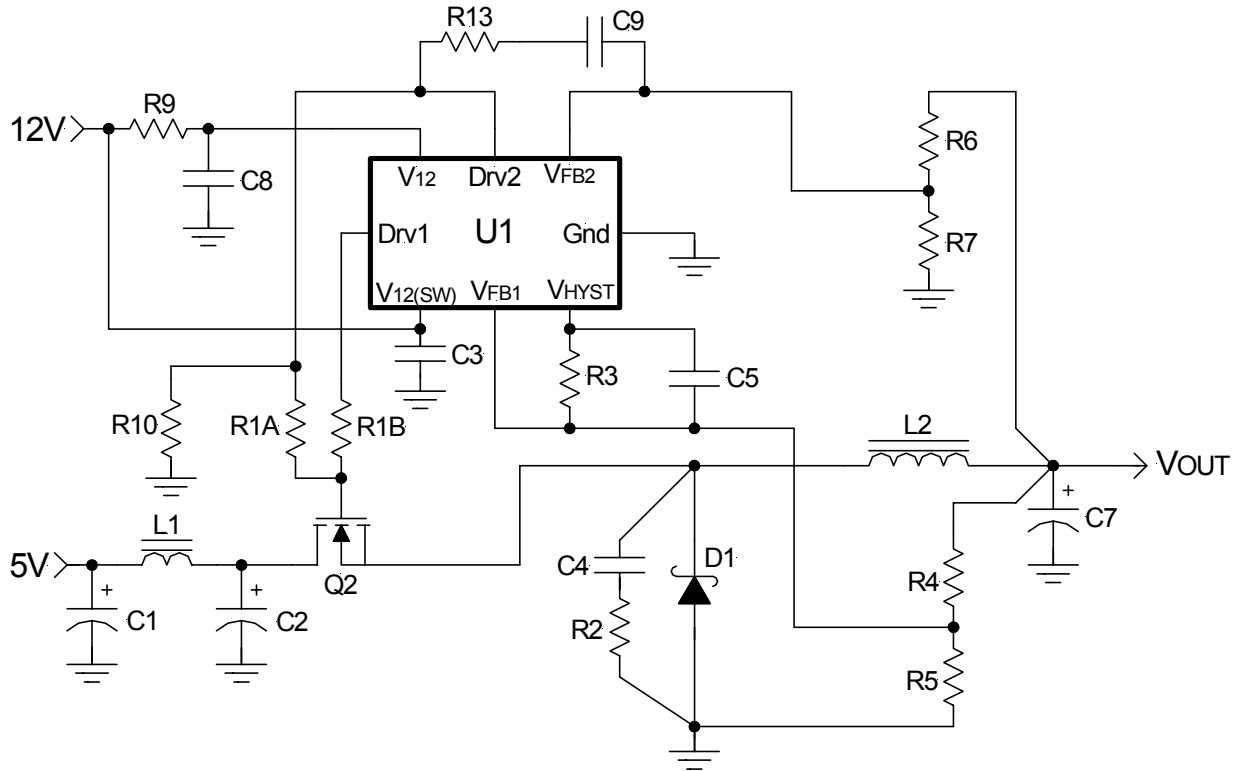 R13
C9
R9
12V
C8
R6
R7
V12
Drv2
VFB2
Drv1
U1
Gnd
V12(SW)
VFB1
VHYST
C3
R3
C5
R10
R1A
R1B
L2
VOUT
+
C7
L1
5V
Q2
C4
D1
R4
+
C1
+
C2
R2
R5